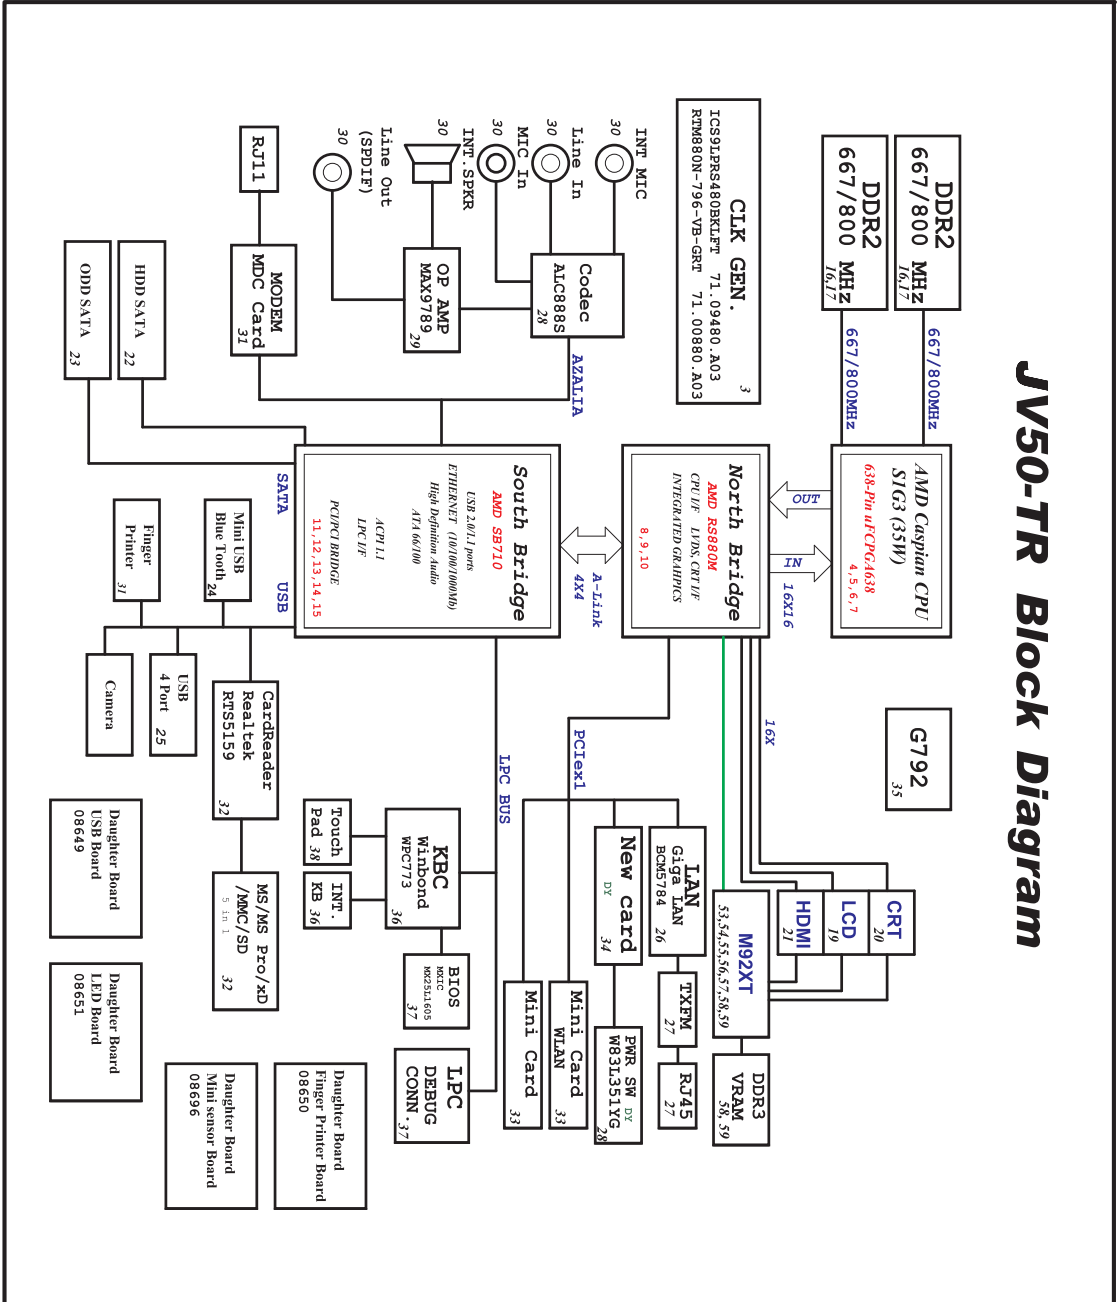 JV50-TR Block Diagram
DDR2
667/800 MHz
16,17
667/800MHz
DDR2
667/800 MHz
16,17
667/800MHz
AMD Caspian CPU
S1G3 (35W)
638-Pin uFCPGA638
4,5,6,7
G792
35
CLK GEN.
ICS9LPRS480BKLFT 71.09480.A03
RTM880N-796-VB-GRT 71.00880.A03
3
OUT
IN
16X16
North Bridge
AMD RS880M
CPU I/F LVDS, CRT I/F
INTEGRATED GRAHPICS
8,9,10
16X
CRT
20
LCD
19
HDMI
21
M92XT
53,54,55,56,57,58,59
DDR3
VRAM
58, 59
INT MIC
30
Line In
30
MIC In
30
INT.SPKR
30
Line Out
(SPDIF)
30
Codec
ALC888S
28
OP AMP
MAX9789
29
AZALIA
A-Link
4X4
PCIex1
LAN
Giga LAN
BCM5784
26
TXFM
27
RJ45
27
New card
DY
34
PWR SW DY
W83L351YG
28
Mini Card
WLAN
33
Mini Card
33
RJ11
MODEM
MDC Card
31
South Bridge
AMD SB710
USB 2.0/1.1 ports
ETHERNET (10/100/1000Mb)
High Definition Audio
ATA 66/100
ACPI 1.1
LPC I/F
PCI/PCI BRIDGE
11,12,13,14,15
LPC BUS
KBC
Winbond
WPC773
36
BIOS
MXIC
MX25L1605
37
LPC
DEBUG
CONN.
37
Touch
Pad 38
INT.
KB 36
HDD SATA
22
ODD SATA
23
SATA
USB
Mini USB
Blue Tooth
24
Finger
Printer
31
CardReader
Realtek
RTS5159
32
MS/MS Pro/xD
/MMC/SD
5 in 1
32
USB
4 Port
25
Camera
Daughter Board
USB Board
08649
Daughter Board
LED Board
08651
Daughter Board
Finger Printer Board
08650
Daughter Board
Mini sensor Board
08696